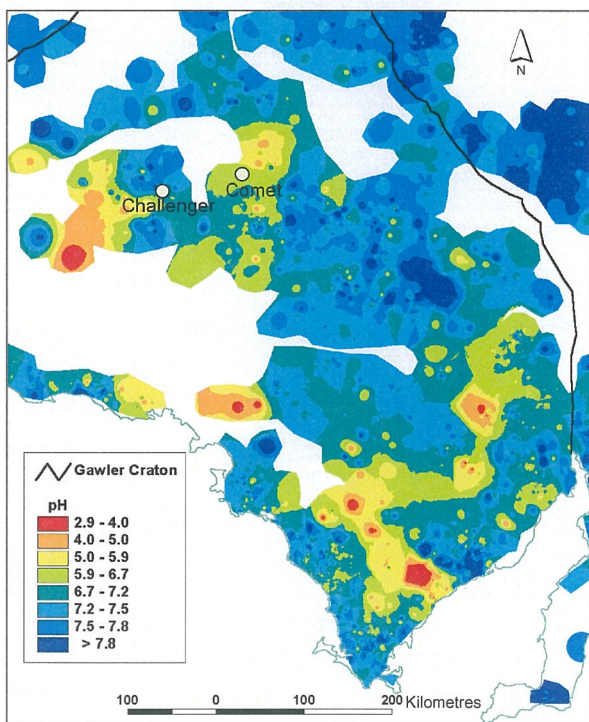 N
Comet
Challenger
Gawler Craton
pH
2.9 - 4.0
4.0 - 5.0
5.0 - 5.9
5.9 - 6.7
6.7 - 7.2
7.2 - 7.5
7.5 - 7.8
> 7.8
100 0 100 200 Kilometres